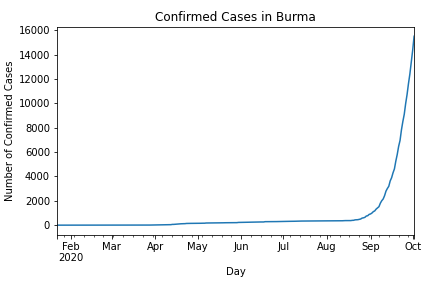 Confirmed Cases in Burma
Number of Confirmed Cases
16000
14000
12000
10000
8000
6000
4000
2000
0
Feb Mar Apr May Jun Jul Aug Sep Oct
2020
Day